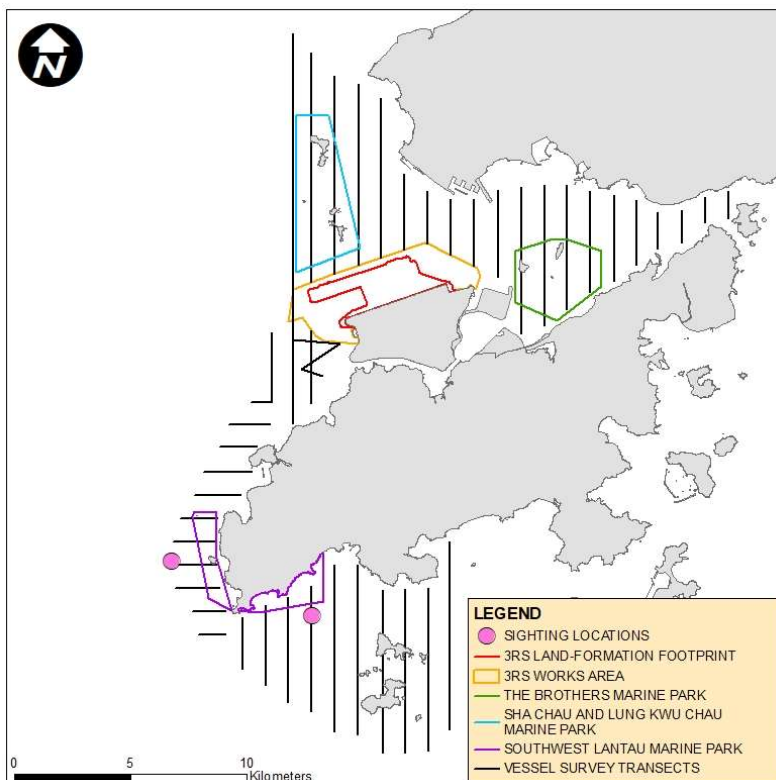 N
LEGEND
SIGHTING LOCATIONS
3RS LAND-FORMATION FOOTPRINT
3RS WORKS AREA
THE BROTHERS MARINE PARK
SHA CHAU AND LUNG KWU CHAU
MARINE PARK
SOUTHWEST LANTAU MARINE PARK
VESSEL SURVEY TRANSECTS
0 5 10
Kilometers